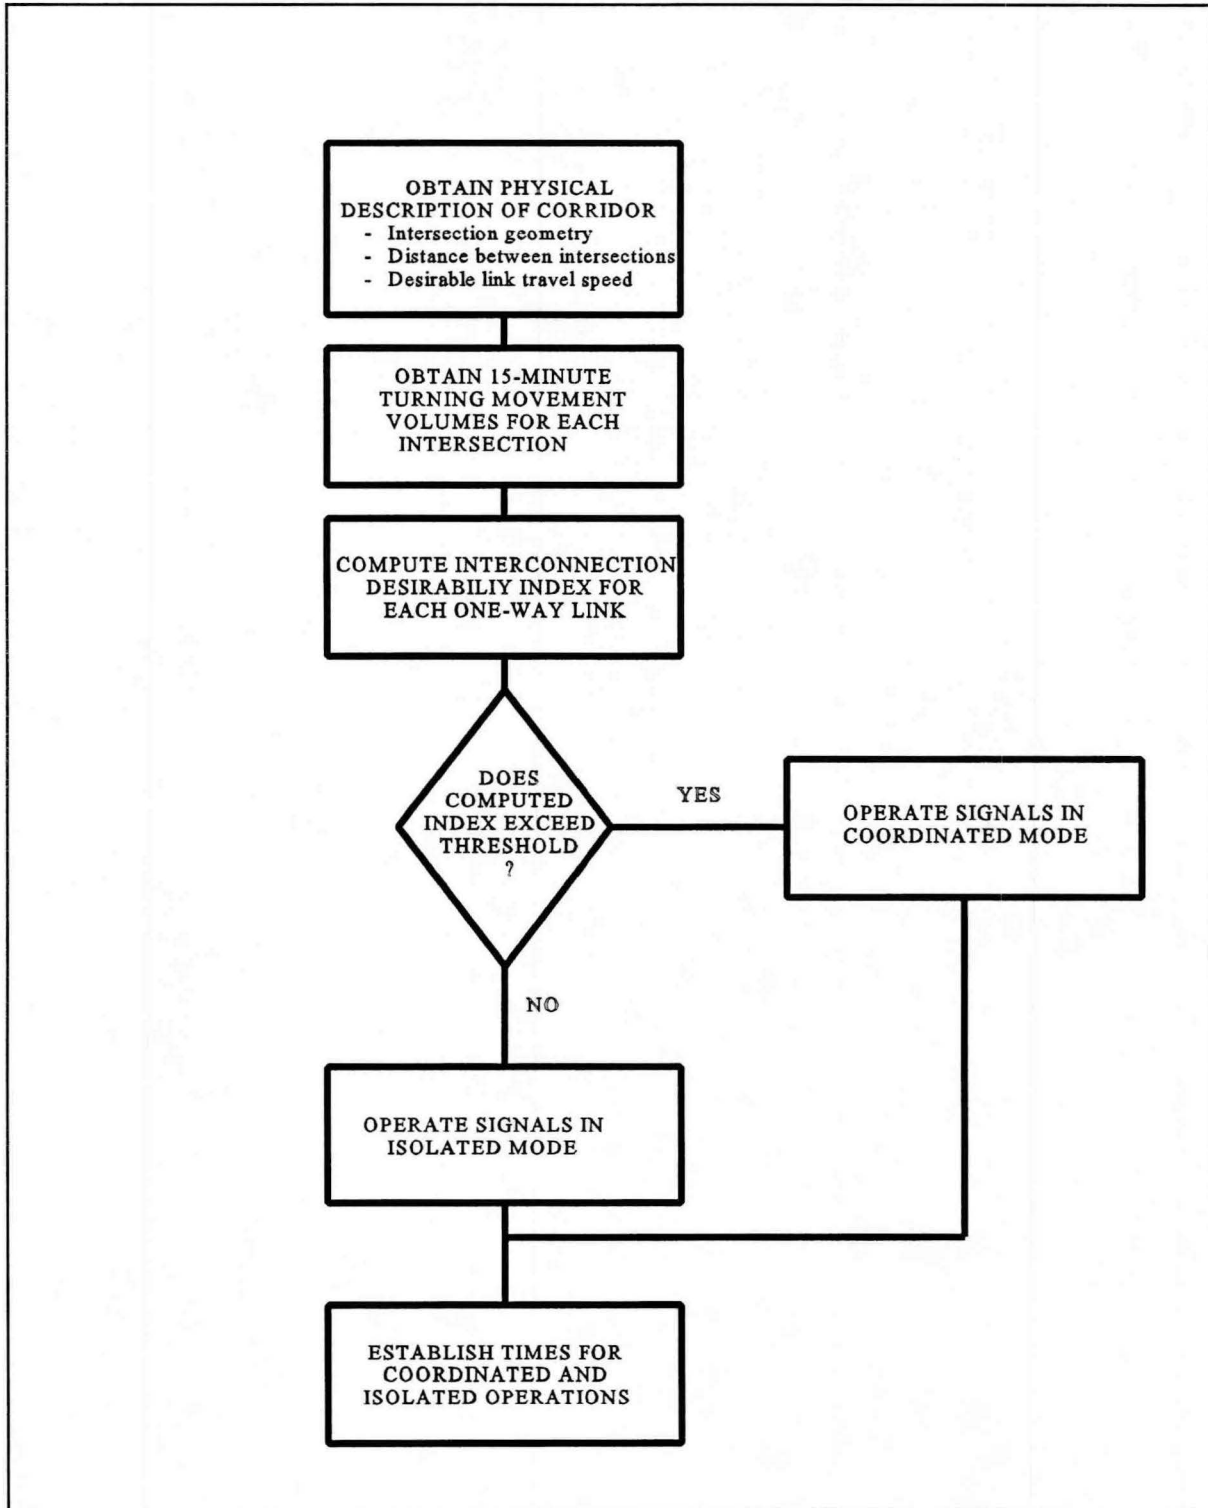 OBTAIN PHYSICAL
DESCRIPTION OF CORRIDOR
- Intersection geometry
- Distance between intersections
- Desirable link travel speed
OBTAIN 15-MINUTE
TURNING MOVEMENT
VOLUMES FOR EACH
INTERSECTION
COMPUTE INTERCONNECTION
DESIRABILIY INDEX FOR
EACH ONE-WAY LINK
DOES
COMPUTED
INDEX EXCEED
THRESHOLD
?
YES
OPERATE SIGNALS IN
COORDINATED MODE
NO
OPERATE SIGNALS IN
ISOLATED MODE
ESTABLISH TIMES FOR
COORDINATED AND
ISOLATED OPERATIONS